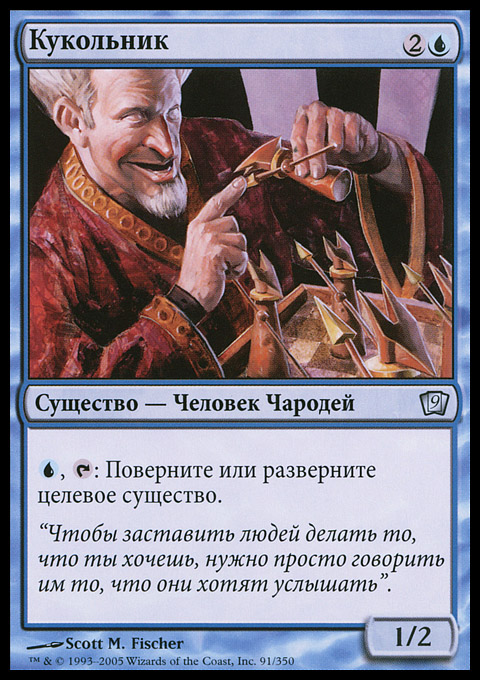 Кукольник 2
Существо — Человек Чародей 9
, : Поверните или разверните
целевое существо.
“Чтобы заставить людей делать то,
что ты хочешь, нужно просто говорить
им то, что они хотят услышать”.
1/2
Scott M. Fischer
™ & © 1993–2005 Wizards of the Coast, Inc. 91/350